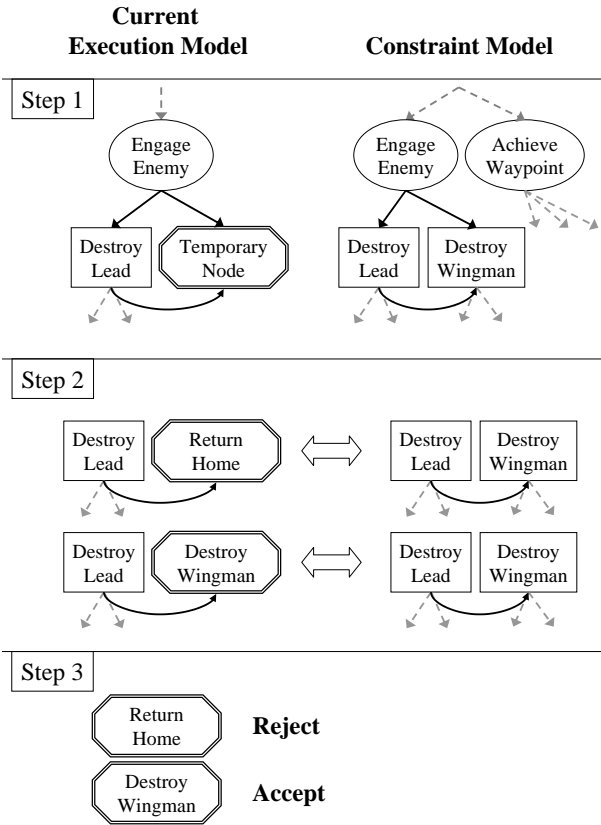 Current
Execution Model
Constraint Model
Step 1
Engage
Enemy
Destroy
Lead
Temporary
Node
Engage
Enemy
Achieve
Waypoint
Destroy
Lead
Destroy
Wingman
Step 2
Destroy
Lead
Return
Home
Destroy
Lead
Destroy
Wingman
Destroy
Lead
Destroy
Wingman
Destroy
Lead
Destroy
Wingman
Step 3
Return
Home
Reject
Destroy
Wingman
Accept